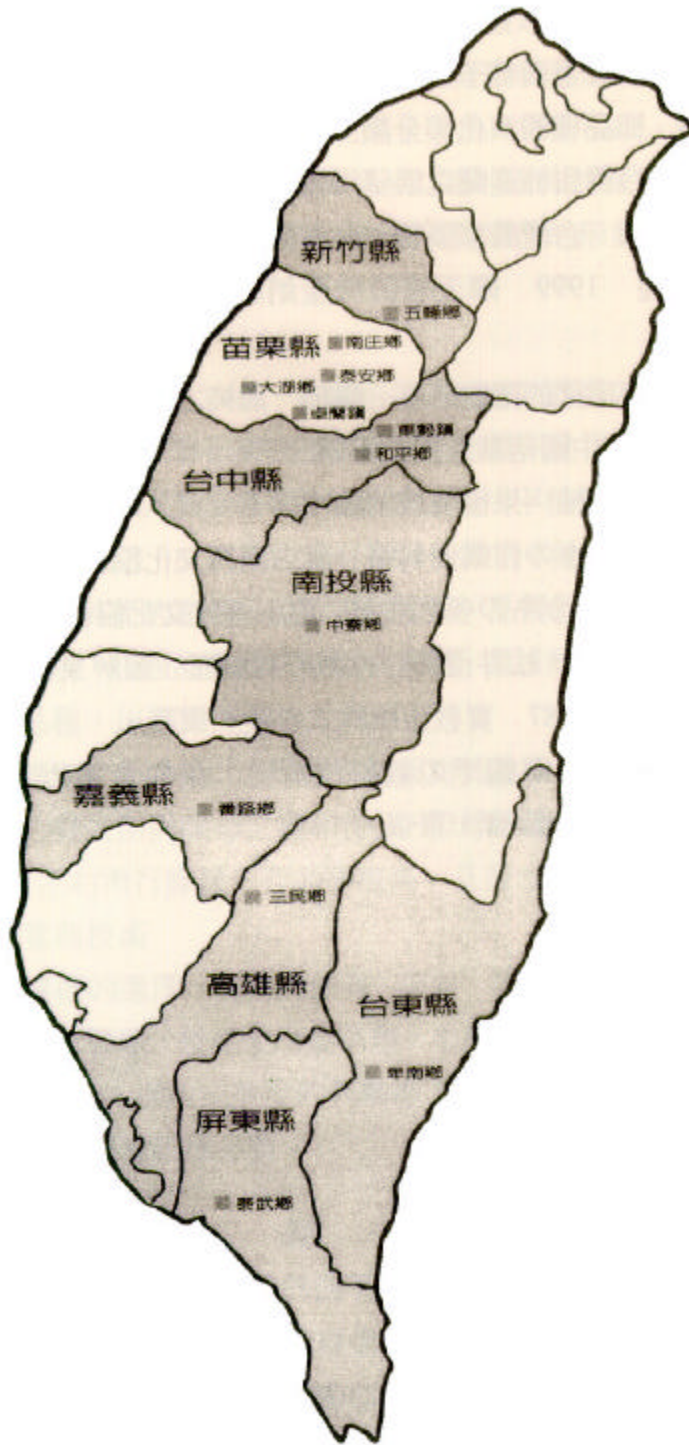 新竹縣
五峰鄉
苗栗縣
南庄鄉
泰安鄉
大湖鄉
卓蘭鎮
東勢鎮
和平鄉
台中縣
南投縣
中寮鄉
嘉義縣
番路鄉
三民鄉
高雄縣
台東縣
卑南鄉
屏東縣
泰武鄉
1999